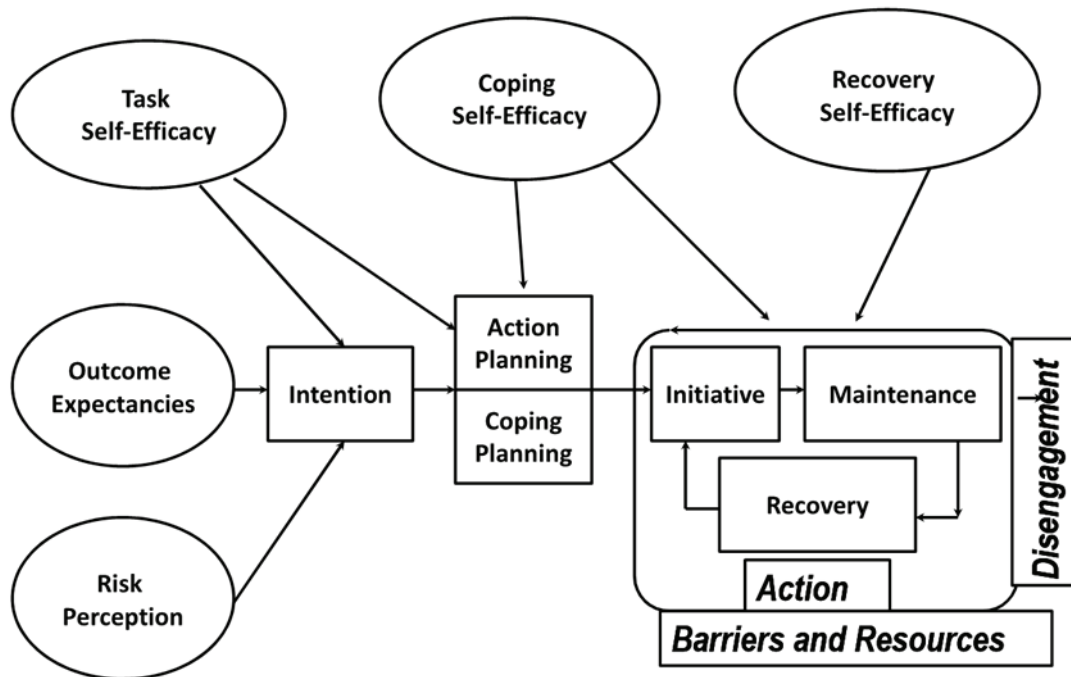 Task
Self-Efficacy
Coping
Self-Efficacy
Recovery
Self-Efficacy
Outcome
Expectancies
Intention
Action
Planning
Coping
Planning
Initiative
Maintenance
Recovery
Disengagement
Risk
Perception
Action
Barriers and Resources